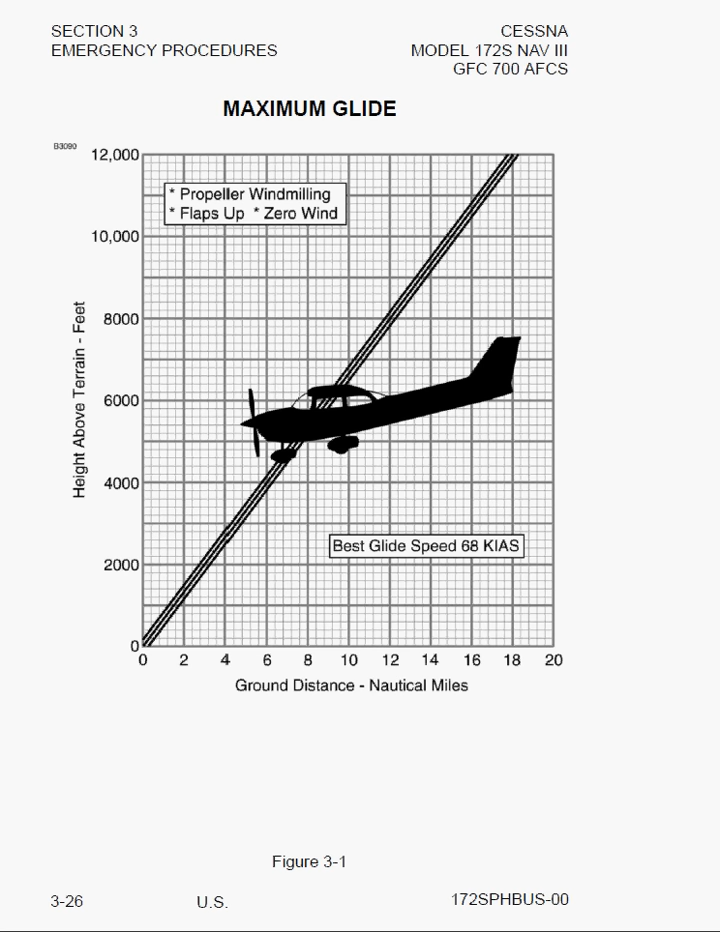 SECTION 3
EMERGENCY PROCEDURES
CESSNA
MODEL 172S NAV III
GFC 700 AFCS
MAXIMUM GLIDE
B3090
* Propeller Windmilling
* Flaps Up * Zero Wind
Height Above Terrain - Feet
12,000
10,000
8000
6000
4000
2000
0
Best Glide Speed 68 KIAS
0 2 4 6 8 10 12 14 16 18 20
Ground Distance - Nautical Miles
Figure 3-1
3-26
U.S.
172SPHBUS-00